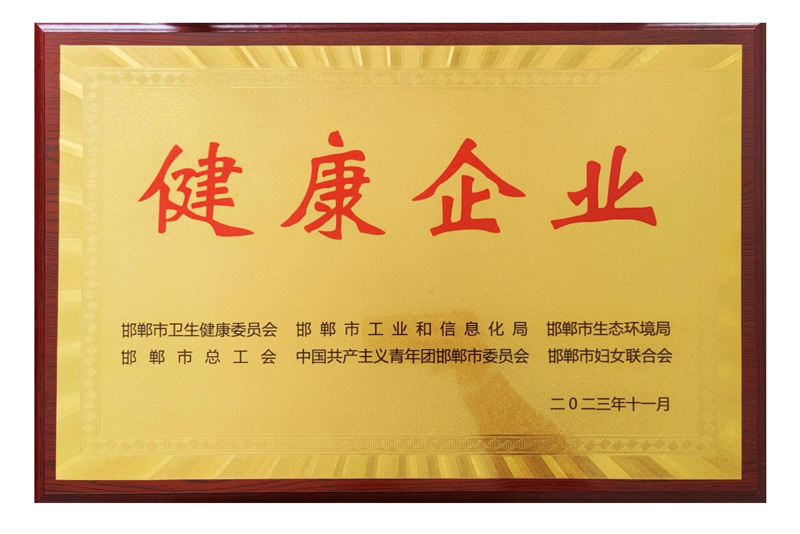 健康企业
邯郸市卫生健康委员会 邯郸市工业和信息化局 邯郸市生态环境局
邯郸市总工会 中国共产主义青年团邯郸市委员会 邯郸市妇女联合会
二0二三年十一月